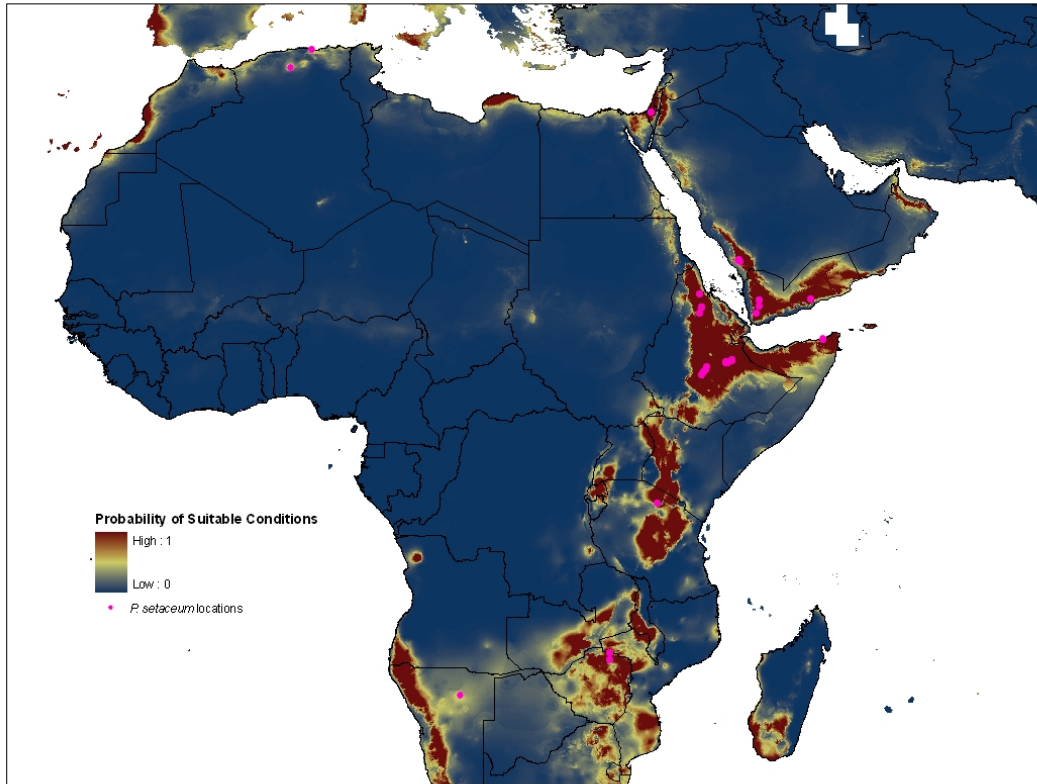 Probability of Suitable Conditions
High : 1
Low : 0
P. setaceum locations